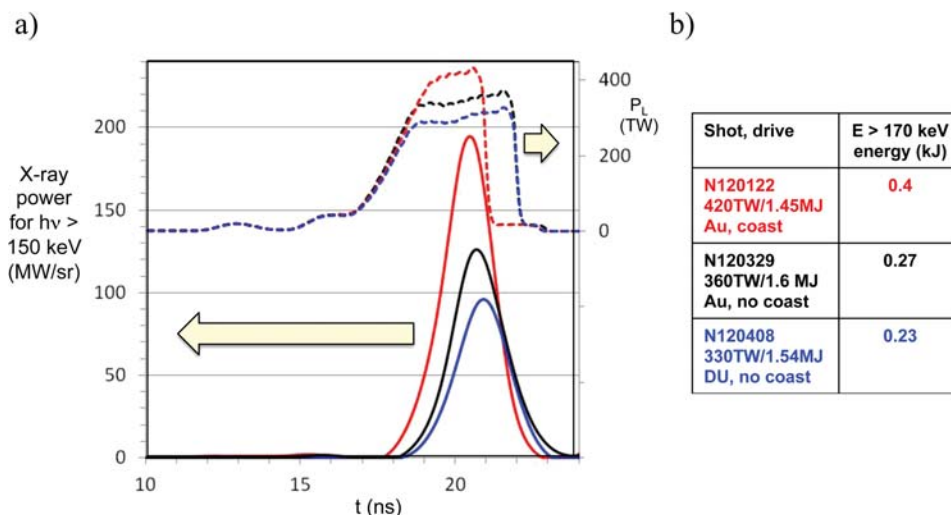 a)
b)
200
150
100
50
0
10
15
20
X-ray
power
for hν >
150 keV
(MW/sr)
400
200
0
P_L
(TW)
t (ns)
Shot, drive
E > 170 keV
energy (kJ)
N120122
420TW/1.45MJ
Au, coast
0.4
N120329
360TW/1.6 MJ
Au, no coast
0.27
N120408
330TW/1.54MJ
DU, no coast
0.23